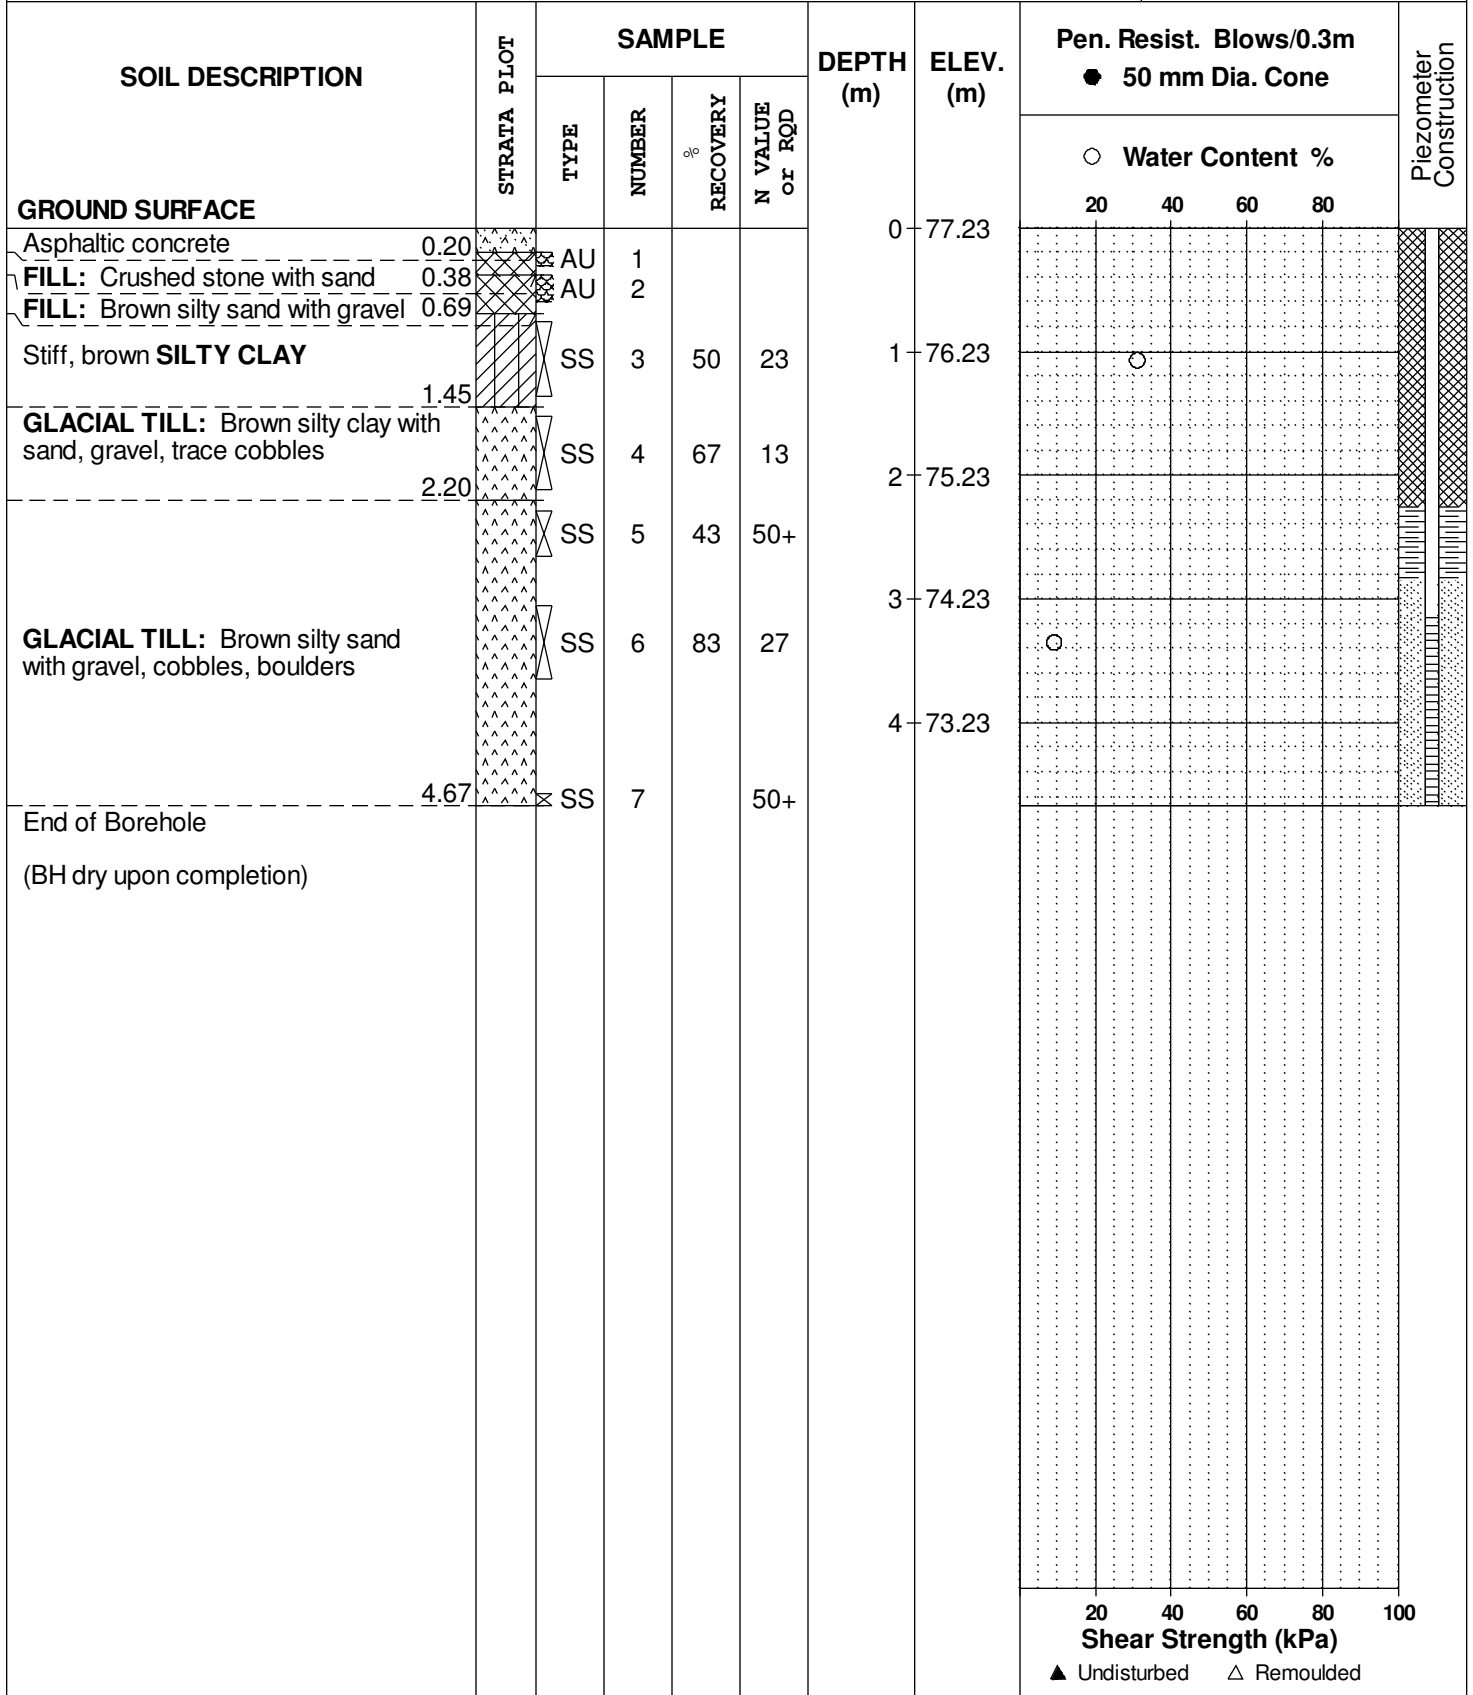 SOIL DESCRIPTION
GROUND SURFACE
STRATA PLOT
SAMPLE
TYPE
NUMBER
% RECOVERY
N VALUE or RQD
DEPTH (m)
ELEV. (m)
Pen. Resist. Blows/0.3m
● 50 mm Dia. Cone
○ Water Content %
20 40 60 80
Piezometer Construction
0 77.23
Asphaltic concrete 0.20
AU 1
FILL: Crushed stone with sand 0.38
AU 2
FILL: Brown silty sand with gravel 0.69
Stiff, brown SILTY CLAY
SS 3 50 23
1 76.23
1.45
GLACIAL TILL: Brown silty clay with
sand, gravel, trace cobbles
SS 4 67 13
2 75.23
2.20
SS 5 43 50+
3 74.23
GLACIAL TILL: Brown silty sand
with gravel, cobbles, boulders
SS 6 83 27
4 73.23
4.67
SS 7 50+
End of Borehole
(BH dry upon completion)
20 40 60 80 100
Shear Strength (kPa)
▲ Undisturbed △ Remoulded